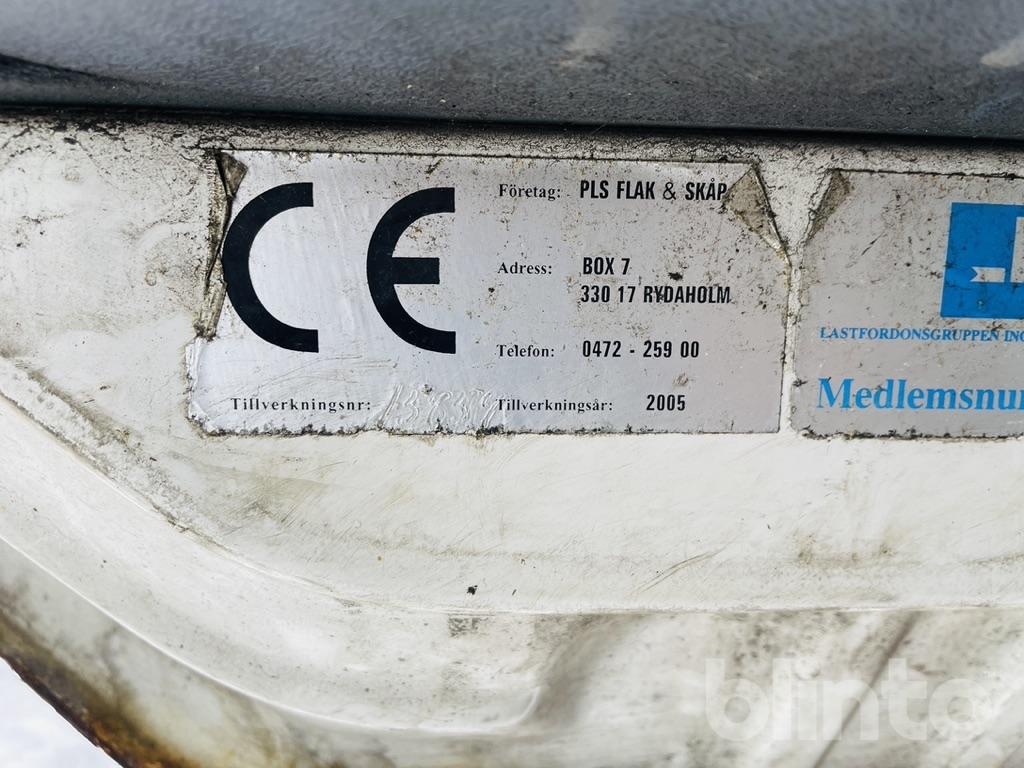 CE
Företag: PLS FLAK & SKÅP
Adress: BOX 7
330 17 RYDAHOLM
Telefon: 0472 - 259 00
Tillverkningsnr: Tillverkningsår: 2005
LASTFORDONSGRUPPEN
Medlemsnu
blinto